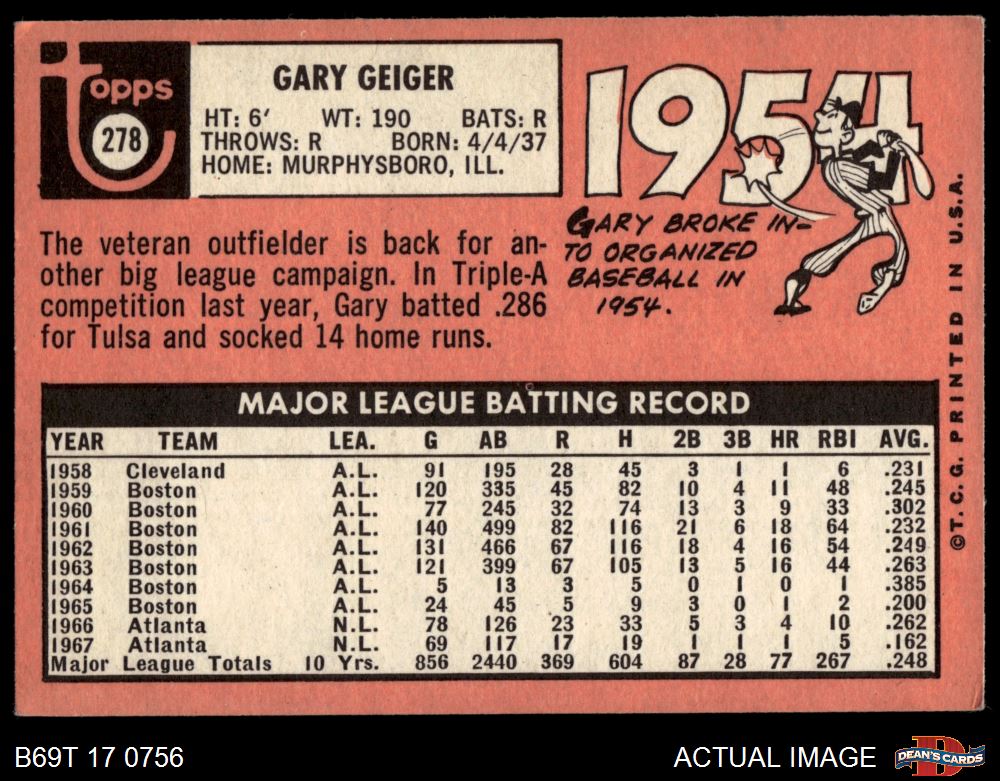 Topps
278
GARY GEIGER
HT: 6' WT: 190 BATS: R
THROWS: R BORN: 4/4/37
HOME: MURPHYSBORO, ILL.
1954
GARY BROKE IN-
TO ORGANIZED
BASEBALL IN
1954.
The veteran outfielder is back for an-
other big league campaign. In Triple-A
competition last year, Gary batted .286
for Tulsa and socked 14 home runs.
MAJOR LEAGUE BATTING RECORD
YEAR TEAM LEA. G AB R H 2B 3B HR RBI AVG.
1958 Cleveland A.L. 91 195 28 45 3 1 1 6 .231
1959 Boston A.L. 120 335 45 82 10 4 11 48 .245
1960 Boston A.L. 77 245 32 74 13 3 9 33 .302
1961 Boston A.L. 140 499 82 116 21 6 18 64 .232
1962 Boston A.L. 131 466 67 116 18 4 16 54 .249
1963 Boston A.L. 121 399 67 105 13 5 16 44 .263
1964 Boston A.L. 5 13 3 5 0 1 0 1 .385
1965 Boston A.L. 24 45 5 9 3 0 1 2 .200
1966 Atlanta N.L. 78 126 23 33 5 3 4 10 .262
1967 Atlanta N.L. 69 117 17 19 1 1 1 5 .162
Major League Totals 10 Yrs. 856 2440 369 604 87 28 77 267 .248
©T. C. G. PRINTED IN U.S.A.
B69T 17 0756
ACTUAL IMAGE
D
DEAN'S CARDS